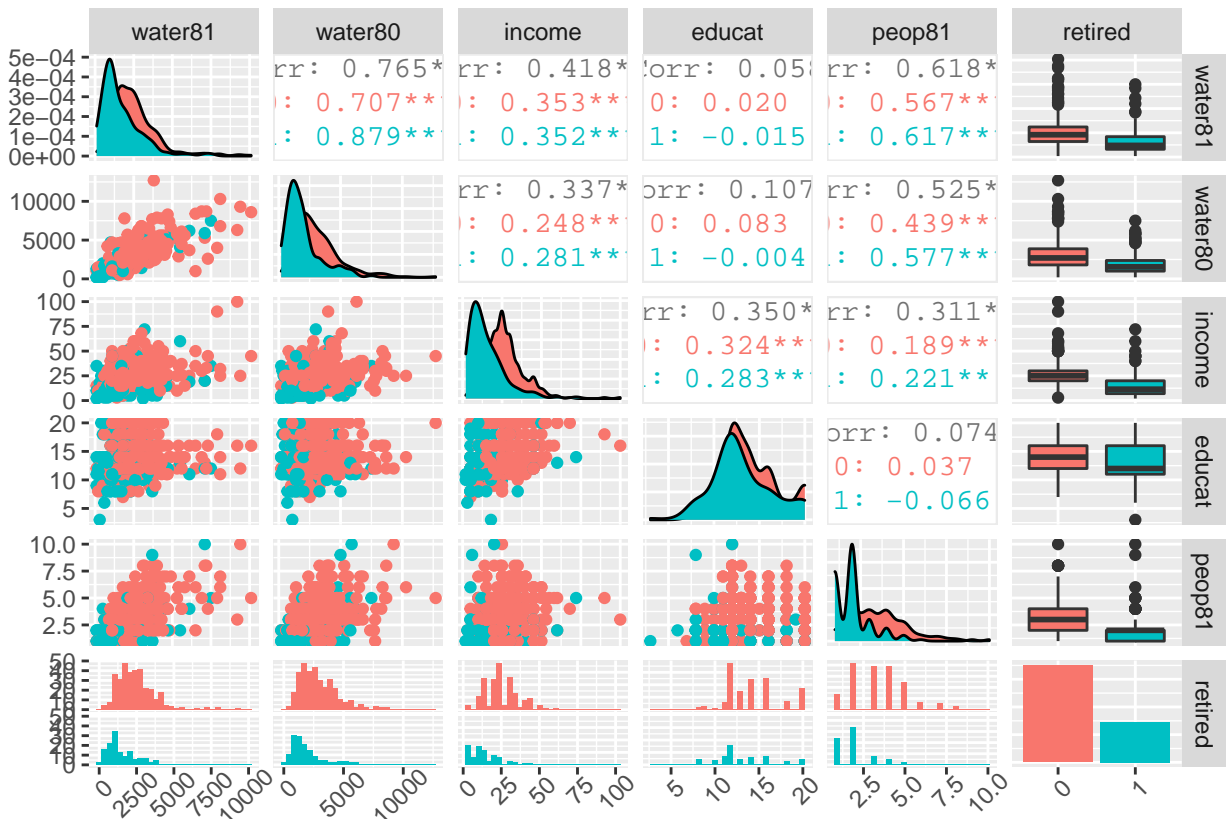 water81 water80 income educat peop81 retired
5e−04
4e−04
3e−04
2e−04
1e−04
0e+00
rr: 0.765*
0: 0.707**
1: 0.879**
rr: 0.418*
0: 0.353**
1: 0.352**
Corr: 0.058
0: 0.020
1: −0.015
rr: 0.618*
0: 0.567**
1: 0.617**
water81
10000
5000
0
rr: 0.337*
0: 0.248**
1: 0.281**
orr: 0.107
0: 0.083
1: −0.004
rr: 0.525*
0: 0.439**
1: 0.577**
water80
100
75
50
25
0
rr: 0.350*
0: 0.324**
1: 0.283**
rr: 0.311*
0: 0.189**
1: 0.221**
income
20
15
10
5
orr: 0.074
0: 0.037
1: −0.066
educat
10.0
7.5
5.0
2.5
peop81
50
retired
0 2500 5000 7500 10000
0 5000 10000
0 25 50 75 100
5 10 15 20
2.5 5.0 7.5 10.0
0 1